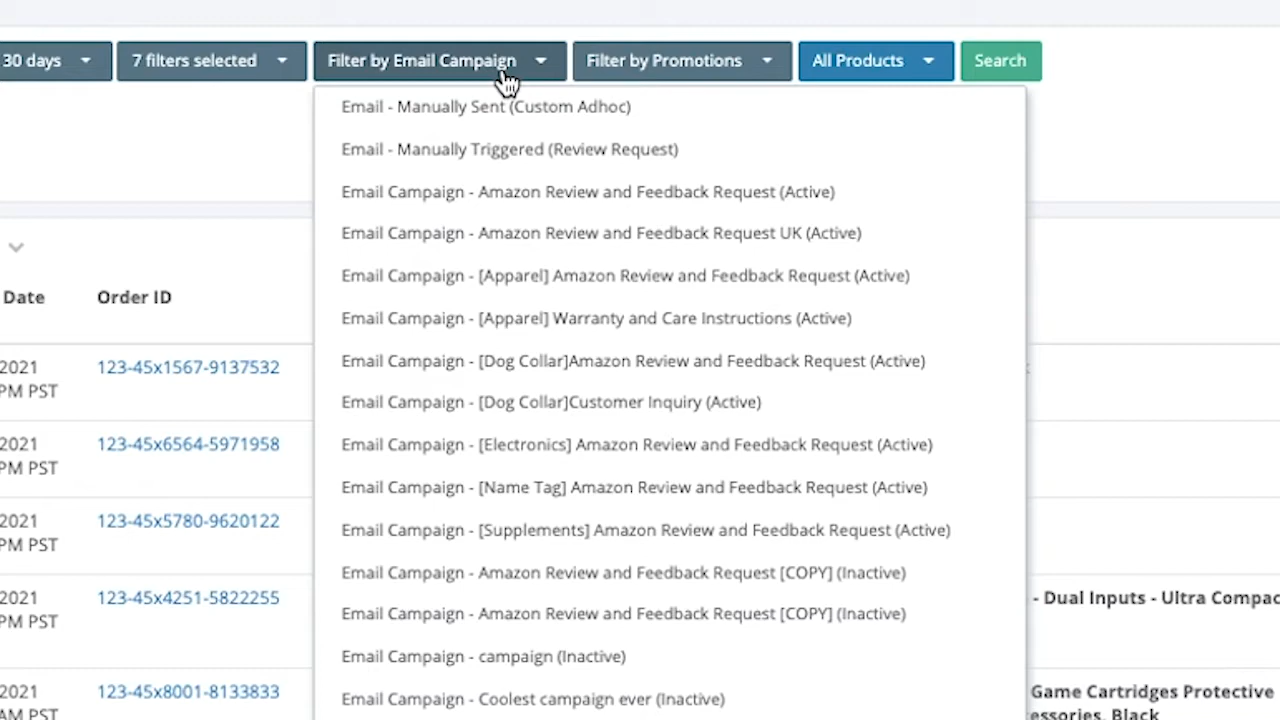 30 days
7 filters selected
Filter by Email Campaign
Filter by Promotions
All Products
Search
Email - Manually Sent (Custom Adhoc)
Email - Manually Triggered (Review Request)
Email Campaign - Amazon Review and Feedback Request (Active)
Email Campaign - Amazon Review and Feedback Request UK (Active)
Email Campaign - [Apparel] Amazon Review and Feedback Request (Active)
Email Campaign - [Apparel] Warranty and Care Instructions (Active)
Email Campaign - [Dog Collar]Amazon Review and Feedback Request (Active)
Email Campaign - [Dog Collar]Customer Inquiry (Active)
Email Campaign - [Electronics] Amazon Review and Feedback Request (Active)
Email Campaign - [Name Tag] Amazon Review and Feedback Request (Active)
Email Campaign - [Supplements] Amazon Review and Feedback Request (Active)
Email Campaign - Amazon Review and Feedback Request [COPY] (Inactive)
Email Campaign - Amazon Review and Feedback Request [COPY] (Inactive)
Email Campaign - campaign (Inactive)
Email Campaign - Coolest campaign ever (Inactive)
Date
Order ID
2021
PM PST
123-45x1567-9137532
2021
PM PST
123-45x6564-5971958
2021
PM PST
123-45x5780-9620122
2021
PM PST
123-45x4251-5822255
- Dual Inputs - Ultra Compac
2021
AM PST
123-45x8001-8133833
Game Cartridges Protective
essories, Black